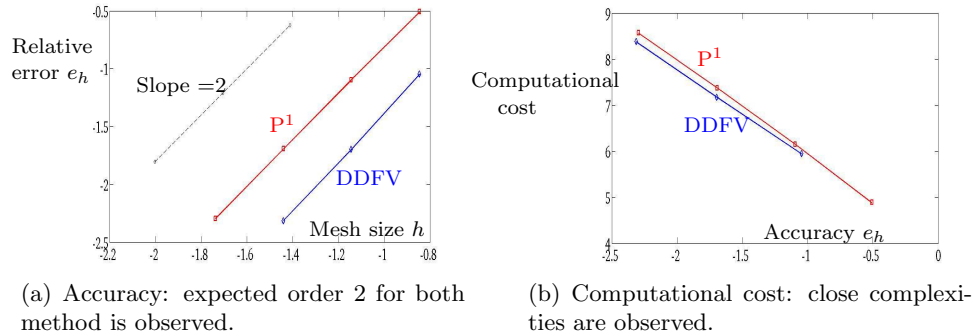 -0.5
Relative
error e_h
-1
Slope =2
-1.5
P¹
DDFV
-2
Mesh size h
-2.5
-2.2 -2 -1.8 -1.6 -1.4 -1.2 -1 -0.8
(a) Accuracy: expected order 2 for both
method is observed.
9
8
P¹
Computational
cost
7
DDFV
6
5
Accuracy e_h
4
-2.5 -2 -1.5 -1 -0.5 0
(b) Computational cost: close complexi-
ties are observed.